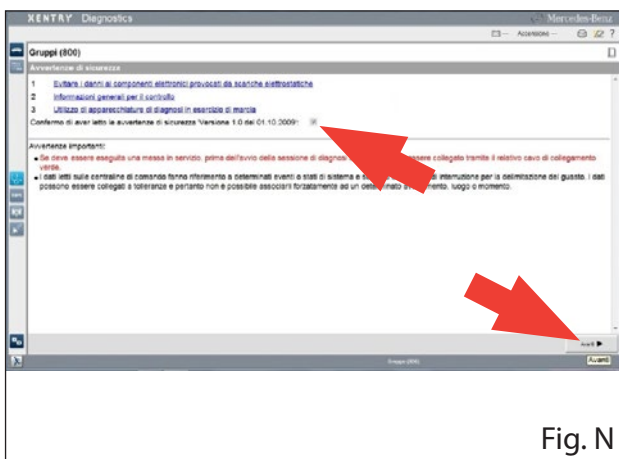 XENTRY Diagnostics
Mercedes-Benz
Accensione --
?
Gruppi (800)
Avvertenze di sicurezza
1 Evitare i danni ai componenti elettronici provocati da scariche elettrostatiche
2 Informazioni generali per il controllo
3 Utilizzo di apparecchiature di diagnosi in esercizio di marcia
Confermo di aver letto le avvertenze di sicurezza 'Versione 1.0 del 01.10.2009':
Avvertenze importanti:
Se deve essere eseguita una messa in servizio, prima dell'avvio della sessione di diagnosi essere collegato tramite il relativo cavo di collegamento
verde.
I dati letti sulle centraline di comando fanno riferimento a determinati eventi o stati di sistema e di interruzione per la delimitazione del guasto. I dati
possono essere collegati a tolleranze e pertanto non è possibile associarli forzatamente ad un determinato luogo o momento.
Avanti
Gruppi (800)
Avanti
Fig. N